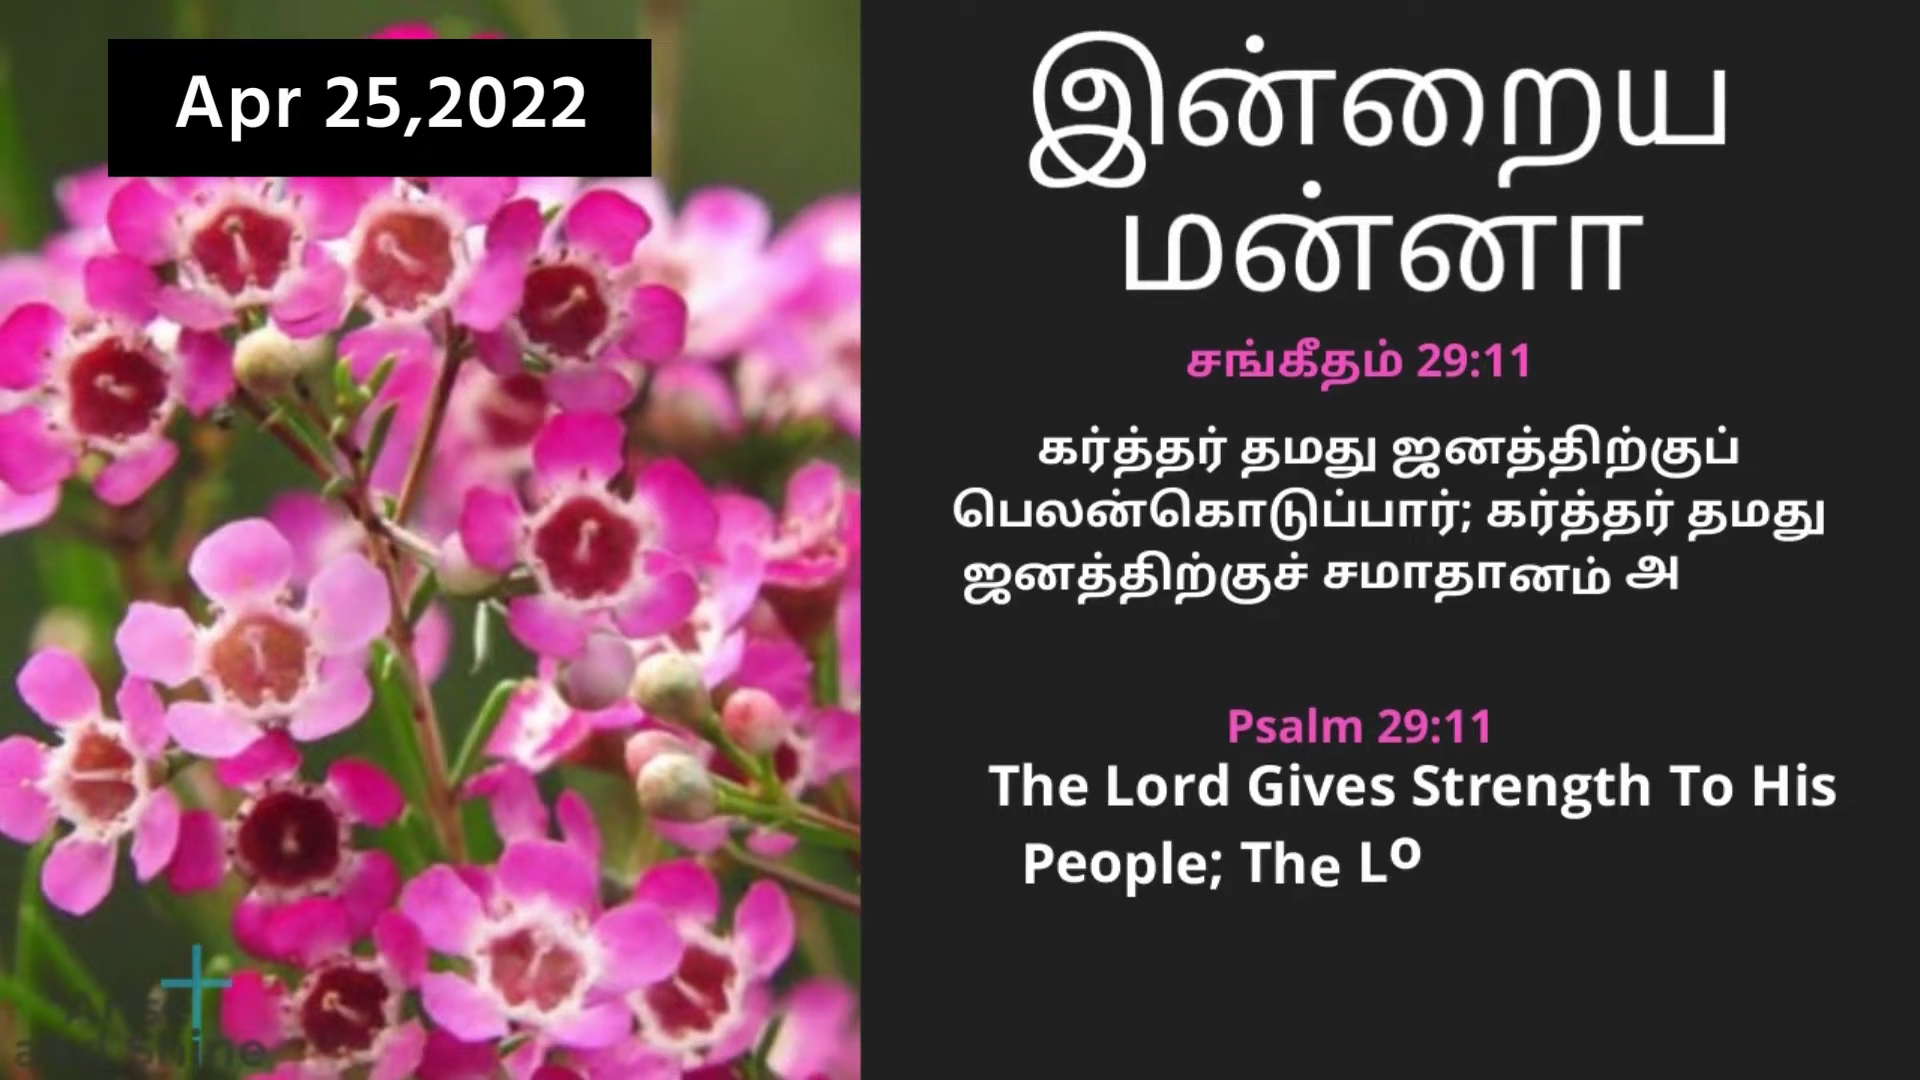 Apr 25,2022
இன்றைய
மன்னா
சங்கீதம் 29:11
கர்த்தர் தமது ஜனத்திற்குப்
பெலன்கொடுப்பார்; கர்த்தர் தமது
ஜனத்திற்குச் சமாதானம் அ
Psalm 29:11
The Lord Gives Strength To His
People; The Lo